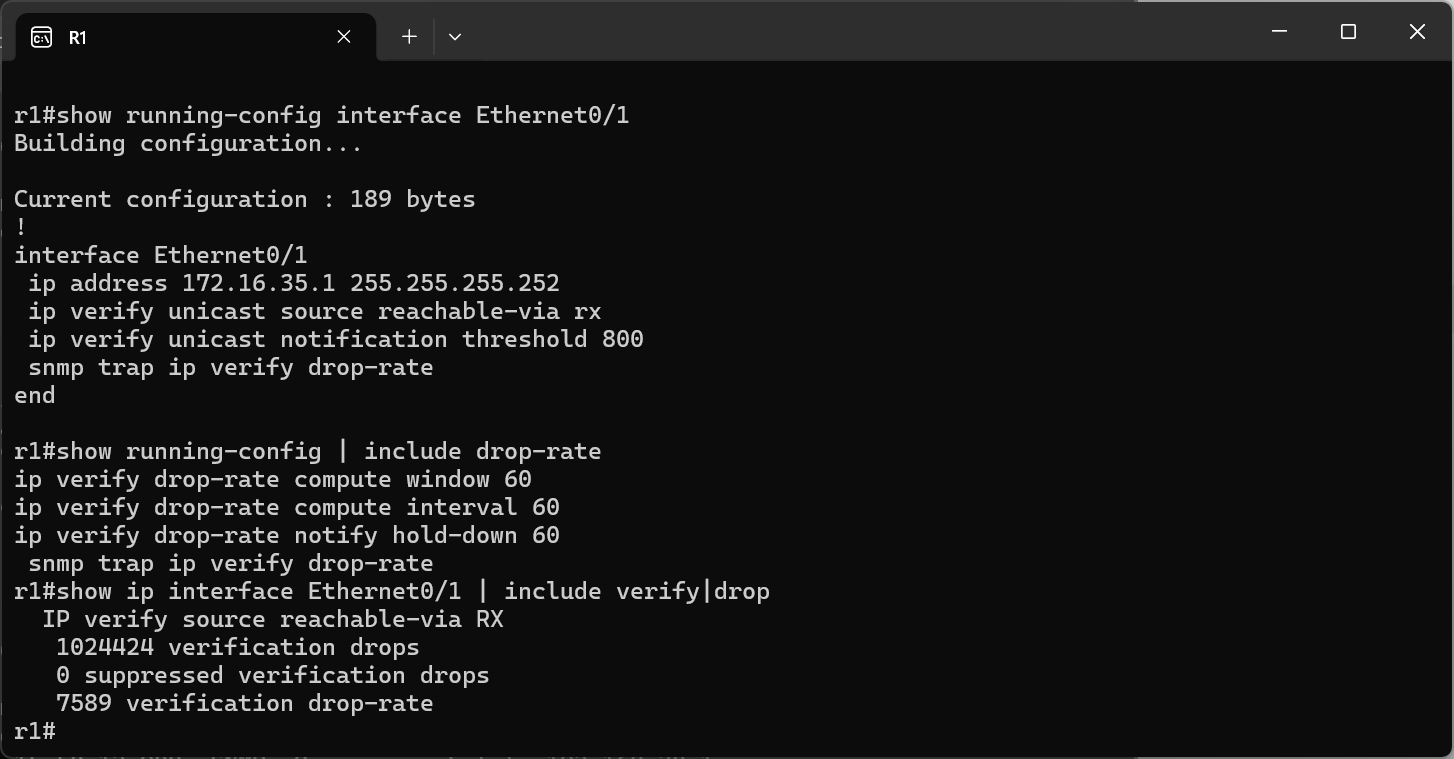 R1
r1#show running-config interface Ethernet0/1
Building configuration...
Current configuration : 189 bytes
!
interface Ethernet0/1
 ip address 172.16.35.1 255.255.255.252
 ip verify unicast source reachable-via rx
 ip verify unicast notification threshold 800
 snmp trap ip verify drop-rate
end
r1#show running-config | include drop-rate
ip verify drop-rate compute window 60
ip verify drop-rate compute interval 60
ip verify drop-rate notify hold-down 60
 snmp trap ip verify drop-rate
r1#show ip interface Ethernet0/1 | include verify|drop
  IP verify source reachable-via RX
   1024424 verification drops
   0 suppressed verification drops
   7589 verification drop-rate
r1#